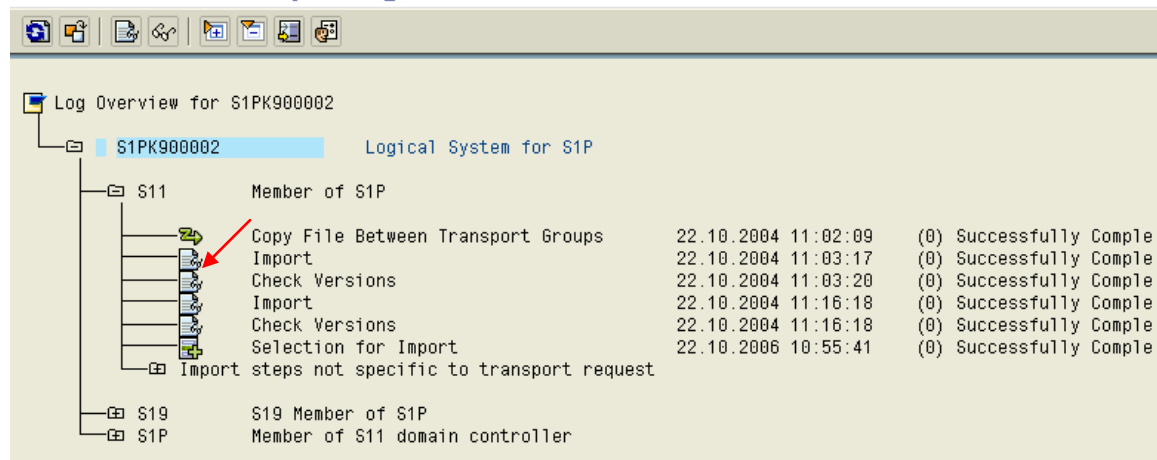 Log Overview for S1PK900002
S1PK900002 Logical System for S1P
S11 Member of S1P
Copy File Between Transport Groups 22.10.2004 11:02:09 (0) Successfully Comple
Import 22.10.2004 11:03:17 (0) Successfully Comple
Check Versions 22.10.2004 11:03:20 (0) Successfully Comple
Import 22.10.2004 11:16:18 (0) Successfully Comple
Check Versions 22.10.2004 11:16:18 (0) Successfully Comple
Selection for Import 22.10.2006 10:55:41 (0) Successfully Comple
Import steps not specific to transport request
S19 S19 Member of S1P
S1P Member of S11 domain controller